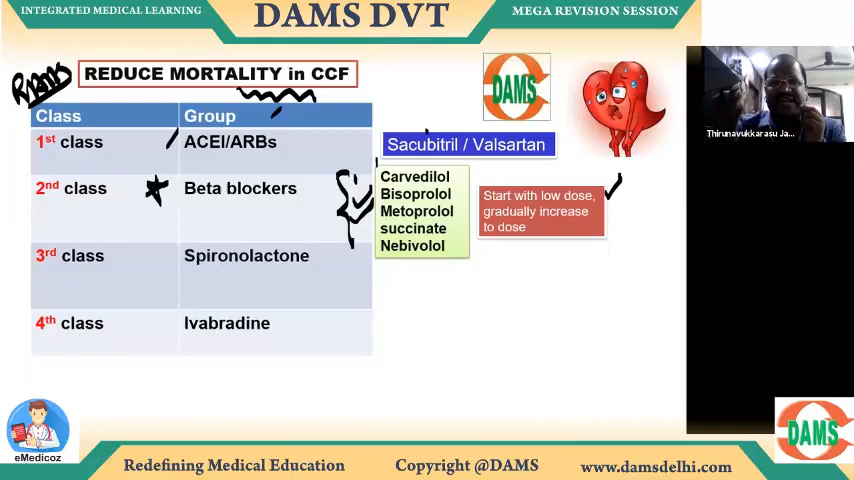 INTEGRATED MEDICAL LEARNING
DAMS DVT
MEGA REVISION SESSION
REDUCE MORTALITY in CCF
DAMS
Class Group
1st class ACEI/ARBs
Sacubitril / Valsartan
Thirunavukkarasu Ja...
2nd class Beta blockers
Carvedilol
Bisoprolol
Metoprolol
succinate
Nebivolol
Start with low dose,
gradually increase
to dose
3rd class Spironolactone
4th class Ivabradine
eMedicoz
DAMS
Redefining Medical Education
Copyright @DAMS
www.damsdelhi.com